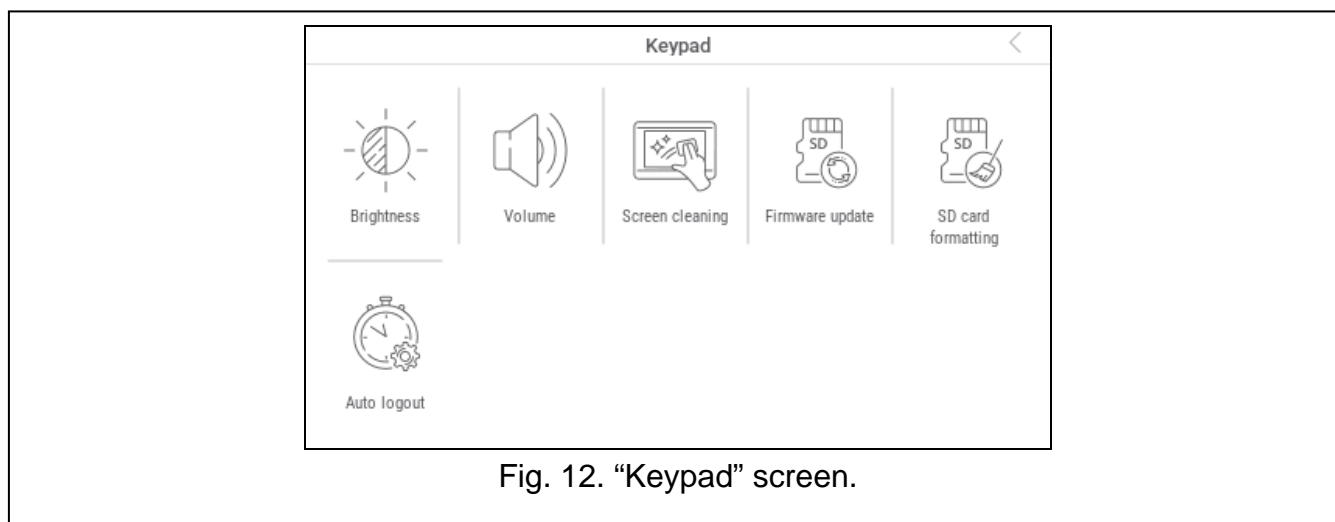 Keypad
SD
SD
Brightness
Volume
Screen cleaning
Firmware update
SD card
formatting
Auto logout
Fig. 12. “Keypad” screen.